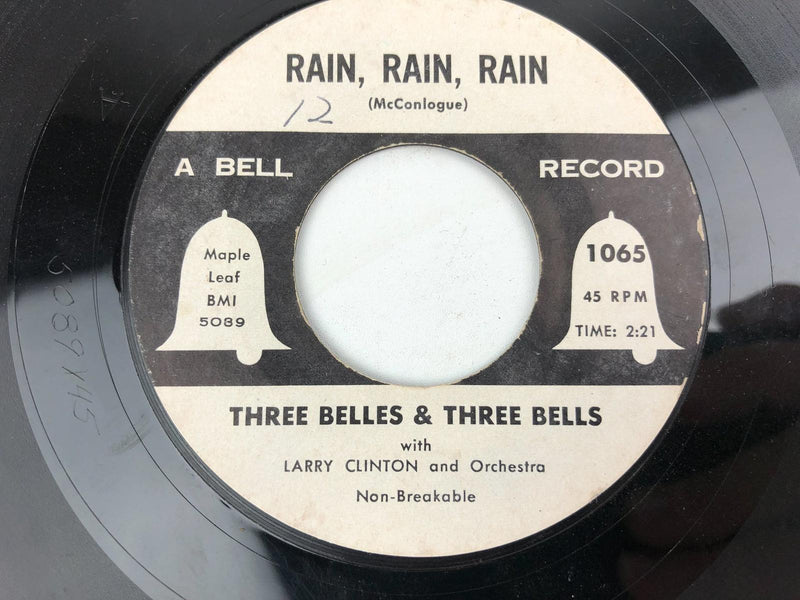 RAIN, RAIN, RAIN
(McConlogue)
12
A BELL
RECORD
Maple
Leaf
BMI
5089
1065
45 RPM
TIME: 2:21
THREE BELLES & THREE BELLS
with
LARRY CLINTON and Orchestra
Non-Breakable
5089X45